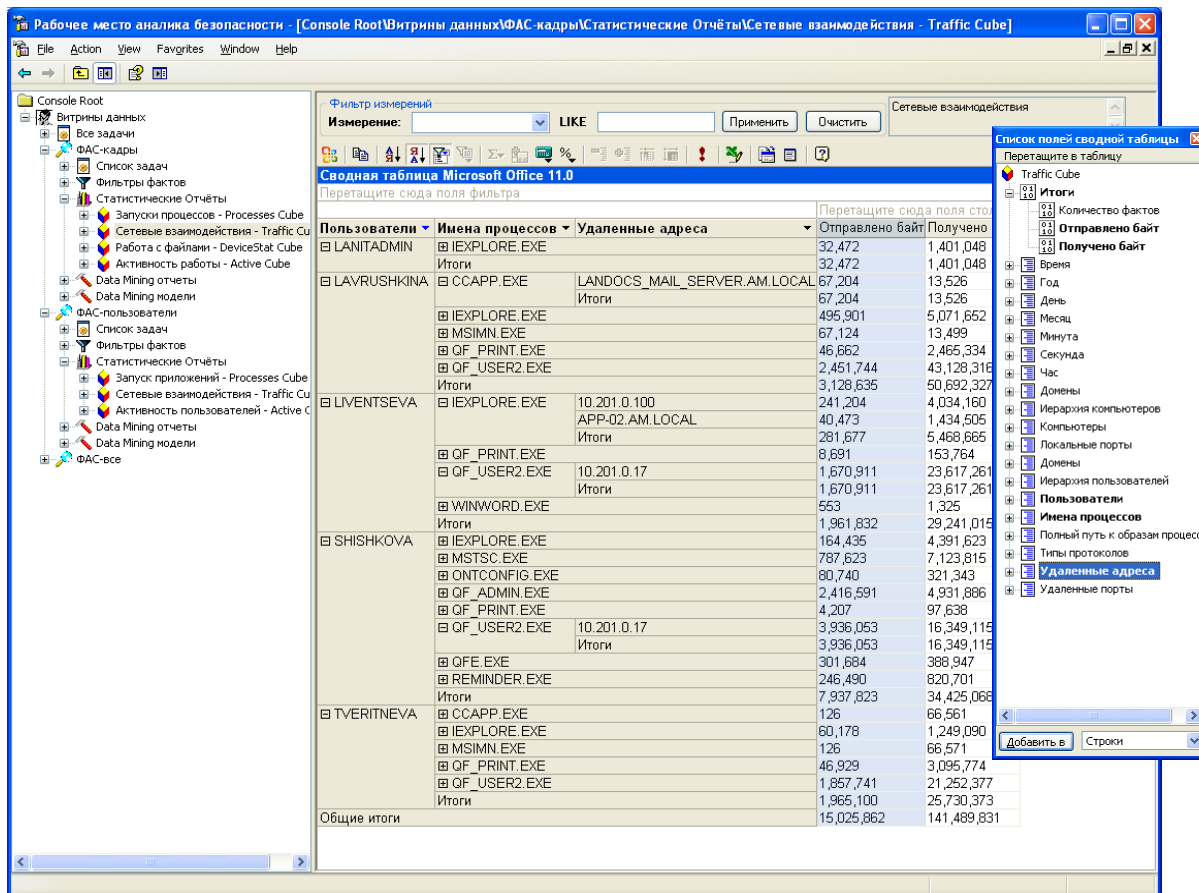 Рабочее место аналика безопасности - [Console Root\Витрины данных\ФАС-кадры\Статистические Отчёты\Сетевые взаимодействия - Traffic Cube]
File Action View Favorites Window Help
Console Root
Витрины данных
Все задачи
ФАС-кадры
Список задач
Фильтры фактов
Статистические Отчёты
Запуски процессов - Processes Cube
Сетевые взаимодействия - Traffic Cu
Работа с файлами - DeviceStat Cube
Активность работы - Active Cube
Data Mining отчеты
Data Mining модели
ФАС-пользователи
Список задач
Фильтры фактов
Статистические Отчёты
Запуск приложений - Processes Cube
Сетевые взаимодействия - Traffic Cu
Активность пользователей - Active C
Data Mining отчеты
Data Mining модели
ФАС-все
Фильтр измерений
Измерение: LIKE Применить Очистить
Сетевые взаимодействия
Сводная таблица Microsoft Office 11.0
Перетащите сюда поля фильтра
Перетащите сюда поля стол
Пользователи Имена процессов Удаленные адреса Отправлено байт Получено
LANITADMIN IEXPLORE.EXE 32,472 1,401,048
Итоги 32,472 1,401,048
LAVRUSHKINA CCAPP.EXE LANDOCS_MAIL_SERVER.AM.LOCAL 67,204 13,526
Итоги 67,204 13,526
IEXPLORE.EXE 495,901 5,071,652
MSIMN.EXE 67,124 13,499
QF_PRINT.EXE 46,662 2,465,334
QF_USER2.EXE 2,451,744 43,128,316
Итоги 3,128,635 50,692,327
LIVENTSEVA IEXPLORE.EXE 10.201.0.100 241,204 4,034,160
APP-02.AM.LOCAL 40,473 1,434,505
Итоги 281,677 5,468,665
QF_PRINT.EXE 8,691 153,764
QF_USER2.EXE 10.201.0.17 1,670,911 23,617,261
Итоги 1,670,911 23,617,261
WINWORD.EXE 553 1,325
Итоги 1,961,832 29,241,015
SHISHKOVA IEXPLORE.EXE 164,435 4,391,623
MSTSC.EXE 787,623 7,123,815
ONTCONFIG.EXE 80,740 321,343
QF_ADMIN.EXE 2,416,591 4,931,886
QF_PRINT.EXE 4,207 97,638
QF_USER2.EXE 10.201.0.17 3,936,053 16,349,115
Итоги 3,936,053 16,349,115
QFE.EXE 301,684 388,947
REMINDER.EXE 246,490 820,701
Итоги 7,937,823 34,425,068
TVERITNEVA CCAPP.EXE 126 66,561
IEXPLORE.EXE 60,178 1,249,090
MSIMN.EXE 126 66,571
QF_PRINT.EXE 46,929 3,095,774
QF_USER2.EXE 1,857,741 21,252,377
Итоги 1,965,100 25,730,373
Общие итоги 15,025,862 141,489,831
Список полей сводной таблицы
Перетащите в таблицу
Traffic Cube
Итоги
Количество фактов
Отправлено байт
Получено байт
Время
Год
День
Месяц
Минута
Секунда
Час
Домены
Иерархия компьютеров
Компьютеры
Локальные порты
Домены
Иерархия пользователей
Пользователи
Имена процессов
Полный путь к образам процесс
Типы протоколов
Удаленные адреса
Удаленные порты
Добавить в Строки